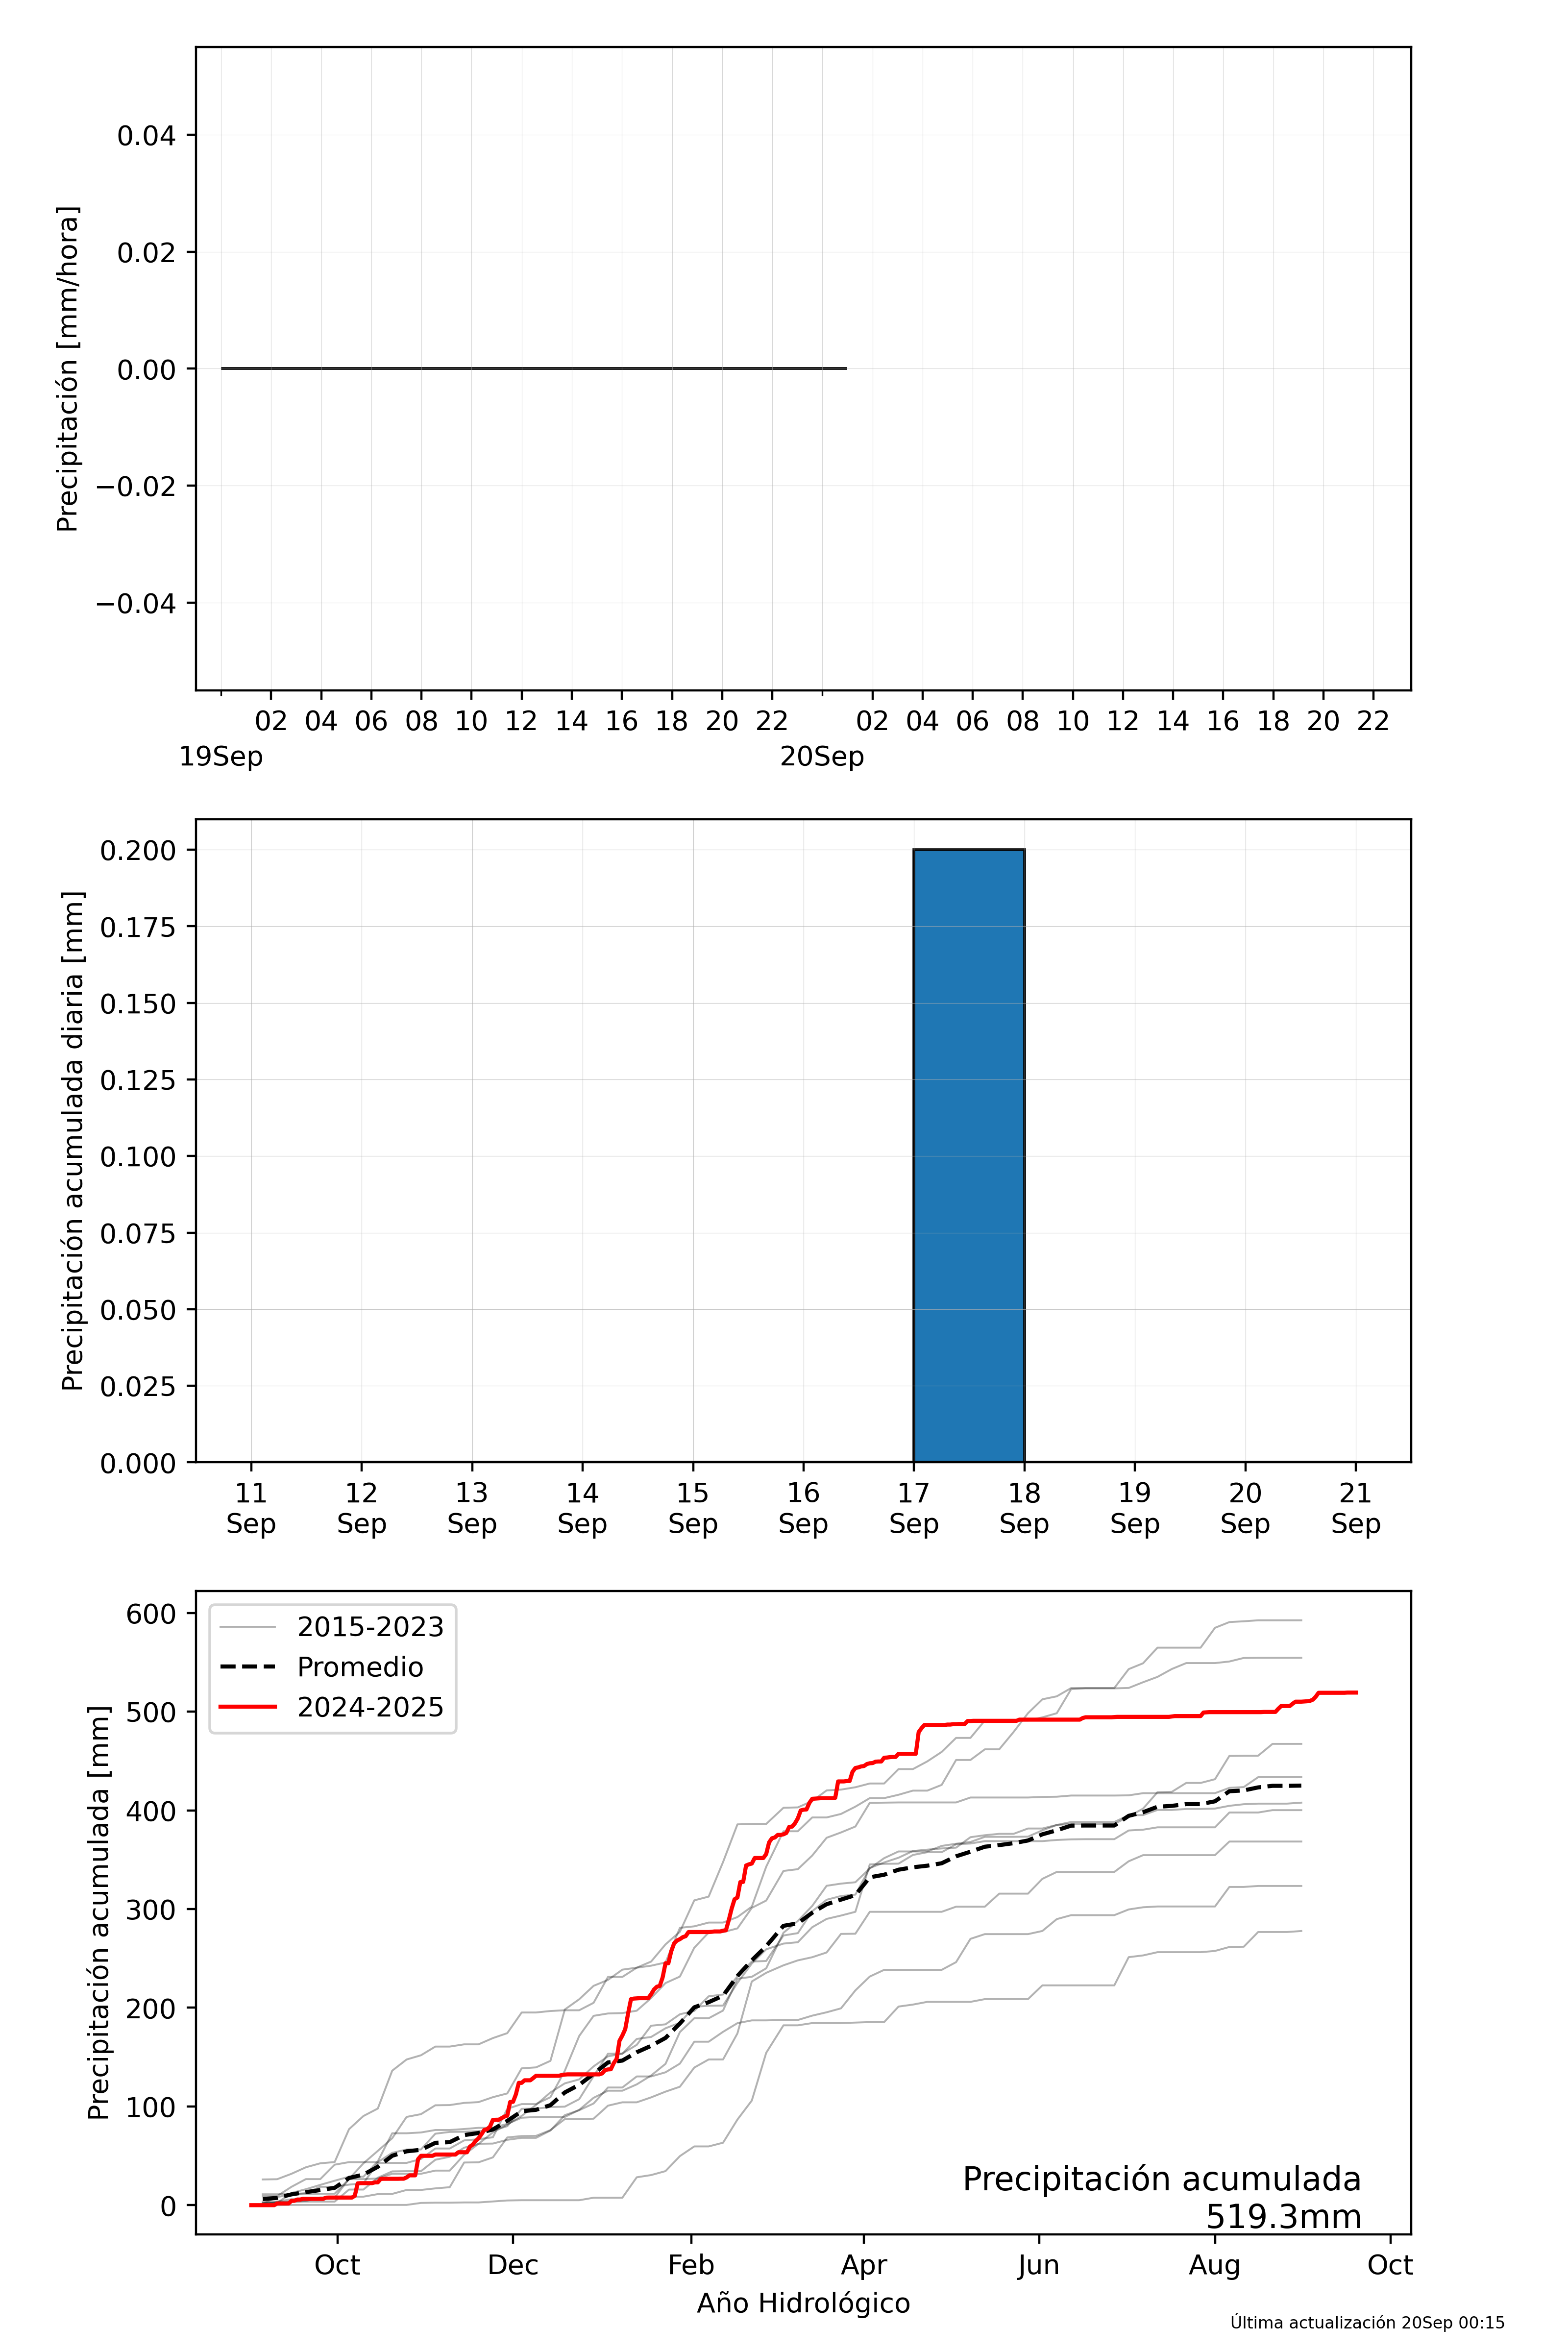 Precipitación [mm/hora]
0.04
0.02
0.00
−0.02
−0.04
02 04 06 08 10 12 14 16 18 20 22 02 04 06 08 10 12 14 16 18 20 22
19Sep 20Sep
Precipitación acumulada diaria [mm]
0.200
0.175
0.150
0.125
0.100
0.075
0.050
0.025
0.000
11 12 13 14 15 16 17 18 19 20 21
Sep Sep Sep Sep Sep Sep Sep Sep Sep Sep Sep
Precipitación acumulada [mm]
600
500
400
300
200
100
0
2015-2023
Promedio
2024-2025
Precipitación acumulada
519.3mm
Oct Dec Feb Apr Jun Aug Oct
Año Hidrológico
Última actualización 20Sep 00:15